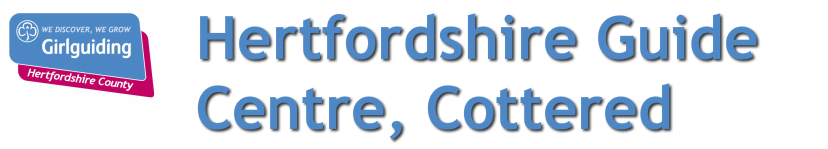 WE DISCOVER, WE GROW
Girlguiding
Hertfordshire County
Hertfordshire Guide
Centre, Cottered